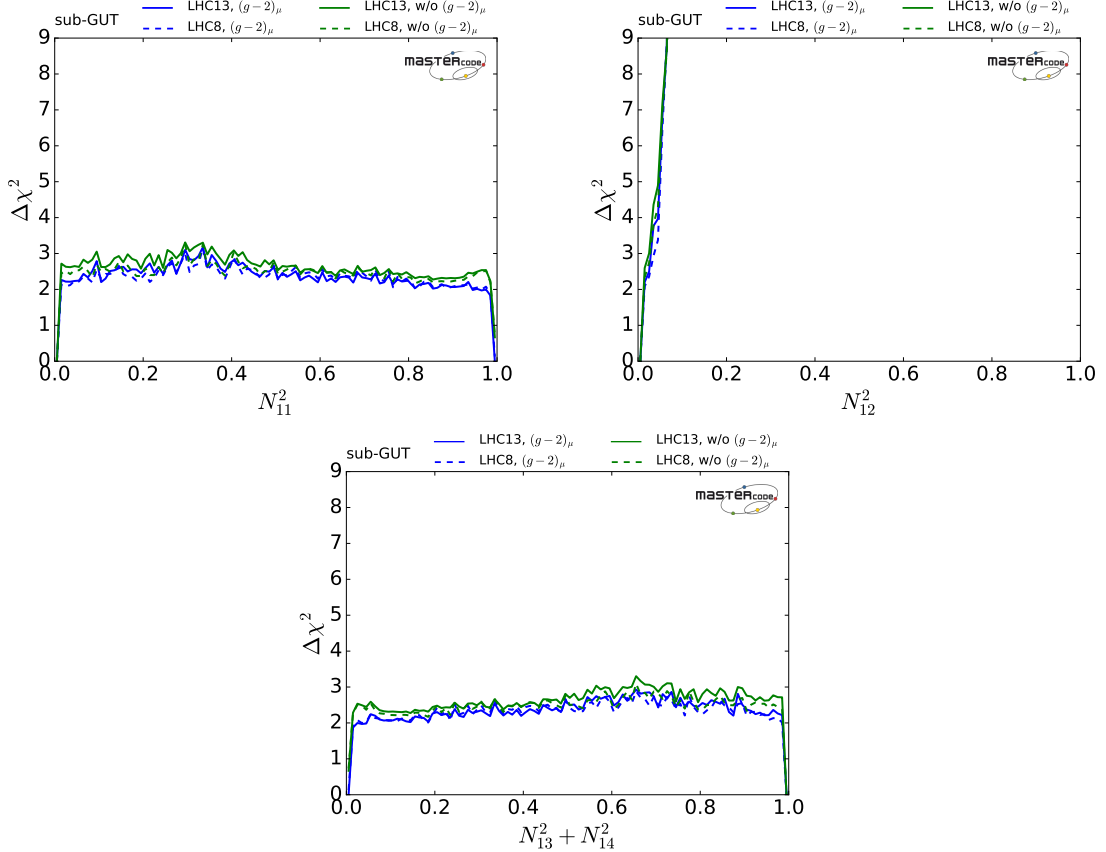 sub-GUT
LHC13, (g−2)μ
LHC13, w/o (g−2)μ
LHC8, (g−2)μ
LHC8, w/o (g−2)μ
MASTERCODE
9
8
7
6
5
4
3
2
1
0
Δχ²
0.0 0.2 0.4 0.6 0.8 1.0
N²₁₁
sub-GUT
LHC13, (g−2)μ
LHC13, w/o (g−2)μ
LHC8, (g−2)μ
LHC8, w/o (g−2)μ
MASTERCODE
9
8
7
6
5
4
3
2
1
0
Δχ²
0.0 0.2 0.4 0.6 0.8 1.0
N²₁₂
sub-GUT
LHC13, (g−2)μ
LHC13, w/o (g−2)μ
LHC8, (g−2)μ
LHC8, w/o (g−2)μ
MASTERCODE
9
8
7
6
5
4
3
2
1
0
Δχ²
0.0 0.2 0.4 0.6 0.8 1.0
N²₁₃ + N²₁₄